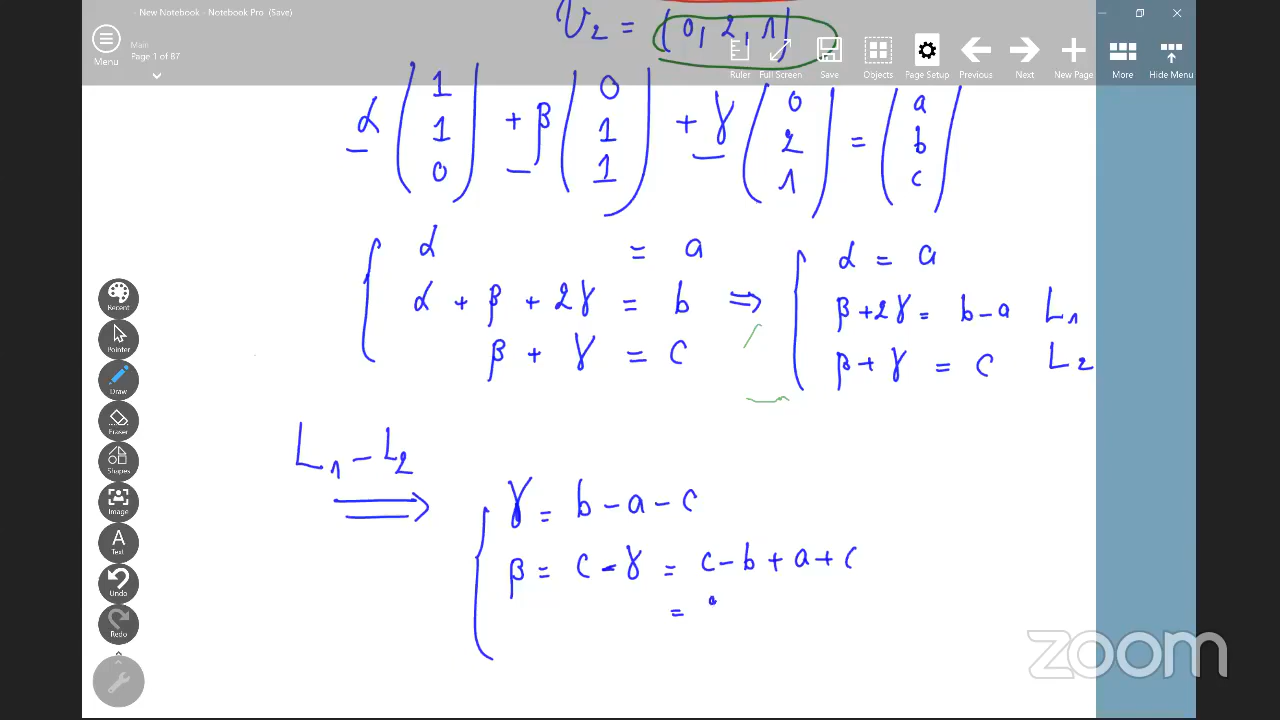 - New Notebook - Notebook Pro (Save)
Menu
Main
Page 1 of 87
Ruler Full Screen Save Objects Page Setup Previous Next New Page More Hide Menu
V₂ = (0, 2, 1)
α (1 1 0) + β (0 1 1) + γ (0 2 1) = (a b c)
α = a
α + β + 2γ = b ⇒
β + γ = c
α = a
β + 2γ = b - a L₁
β + γ = c L₂
L₁ - L₂
⇒
γ = b - a - c
β = c - γ = c - b + a + c
=
Recent
Pointer
Draw
Eraser
Shapes
Image
A
Text
Undo
Redo
zoom